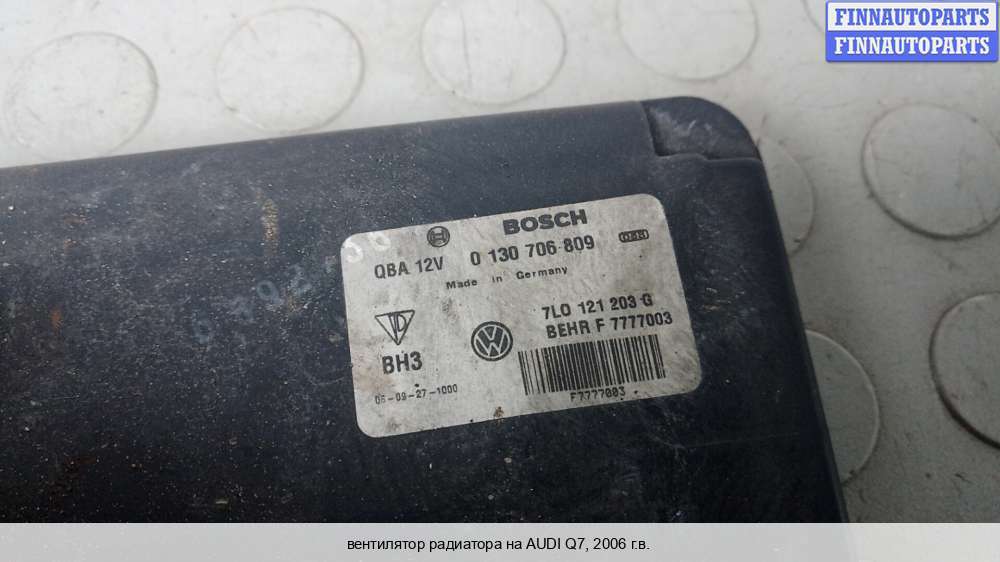 FINNAUTOPARTS
FINNAUTOPARTS
BOSCH
QBA 12V 0 130 706 809
Made in Germany
7L0 121 203 G
BEHR F 7777003
BH3
06-09-27-1000
F7777003
вентилятор радиатора на AUDI Q7, 2006 г.в.